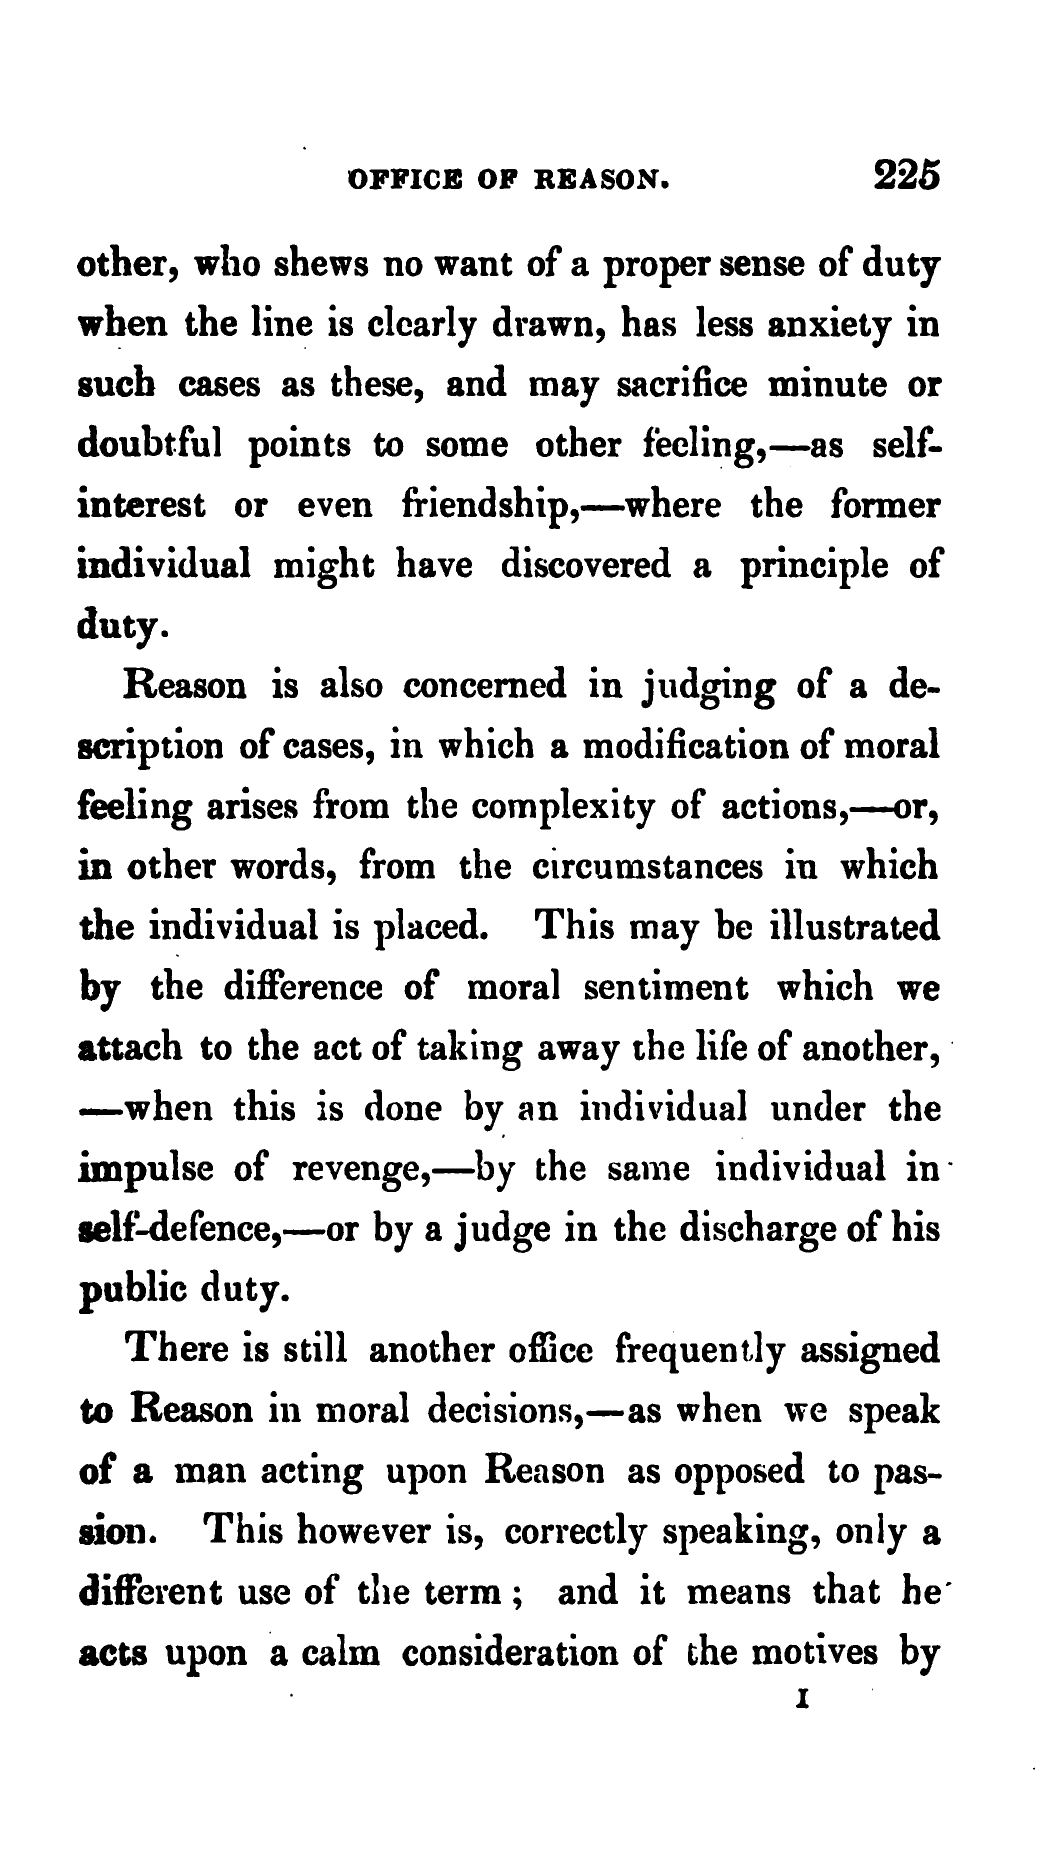 OFFICE OF REASON. 225
other, who shews no want of a proper sense of duty
when the line is clearly drawn, has less anxiety in
such cases as these, and may sacrifice minute or
doubtful points to some other feeling,—as self-
interest or even friendship,—where the former
individual might have discovered a principle of
duty.
Reason is also concerned in judging of a de-
scription of cases, in which a modification of moral
feeling arises from the complexity of actions,—or,
in other words, from the circumstances in which
the individual is placed. This may be illustrated
by the difference of moral sentiment which we
attach to the act of taking away the life of another,
—when this is done by an individual under the
impulse of revenge,—by the same individual in
self-defence,—or by a judge in the discharge of his
public duty.
There is still another office frequently assigned
to Reason in moral decisions,—as when we speak
of a man acting upon Reason as opposed to pas-
sion. This however is, correctly speaking, only a
different use of the term ; and it means that he
acts upon a calm consideration of the motives by
I